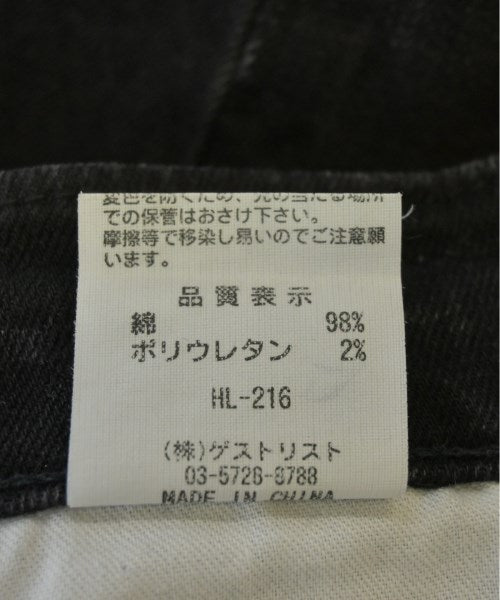 変色を防ぐため、光の当たる場所
での保管はおさけ下さい。
摩擦等で移染し易いのでご注意願
います。
品質表示
綿 98%
ポリウレタン 2%
HL-216
(株)ゲストリスト
03-5728-8788
MADE IN CHINA